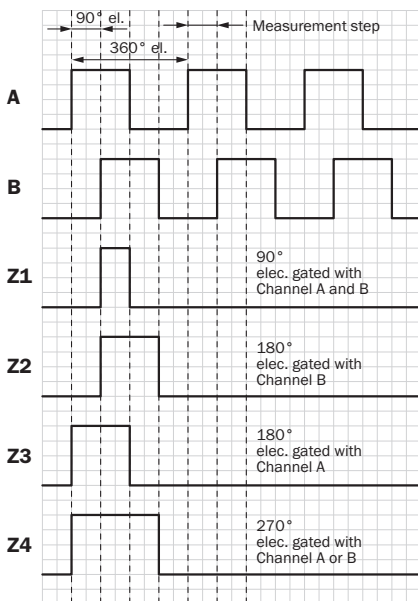 90° el.
Measurement step
360° el.
A
B
Z1
90°
elec. gated with
Channel A and B
Z2
180°
elec. gated with
Channel B
Z3
180°
elec. gated with
Channel A
Z4
270°
elec. gated with
Channel A or B